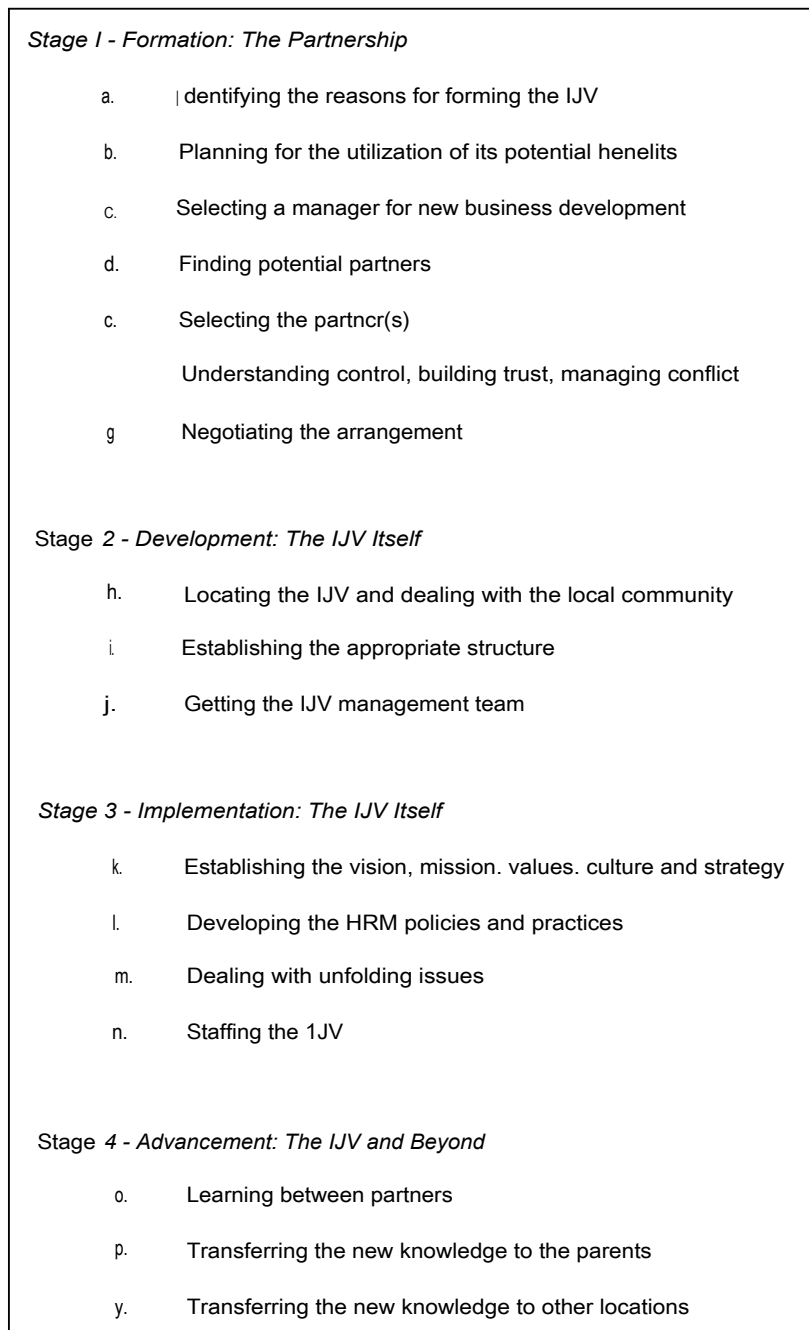 Stage I - Formation: The Partnership
a. | dentifying the reasons for forming the IJV
b. Planning for the utilization of its potential henelits
c. Selecting a manager for new business development
d. Finding potential partners
c. Selecting the partncr(s)
Understanding control, building trust, managing conflict
g Negotiating the arrangement
Stage 2 - Development: The IJV Itself
h. Locating the IJV and dealing with the local community
i. Establishing the appropriate structure
j. Getting the IJV management team
Stage 3 - Implementation: The IJV Itself
k. Establishing the vision, mission. values. culture and strategy
l. Developing the HRM policies and practices
m. Dealing with unfolding issues
n. Staffing the 1JV
Stage 4 - Advancement: The IJV and Beyond
o. Learning between partners
p. Transferring the new knowledge to the parents
y. Transferring the new knowledge to other locations